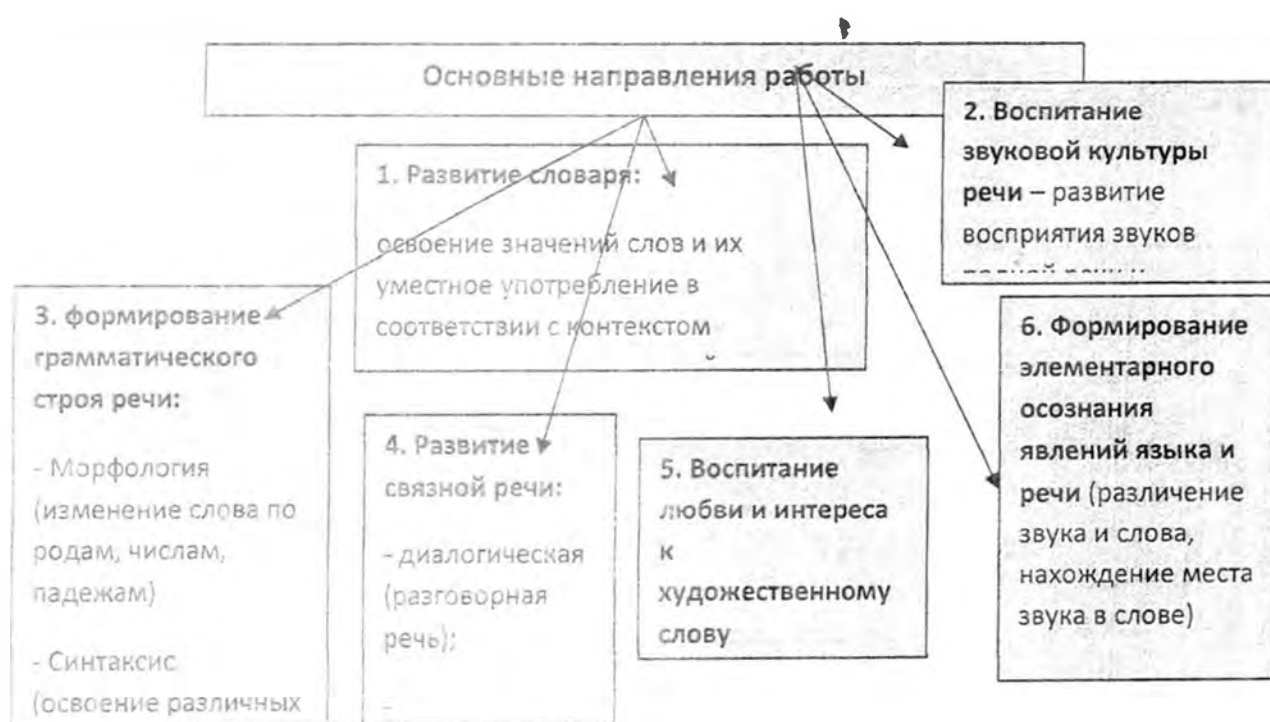 Основные направления работы
1. Развитие словаря:
освоение значений слов и их
уместное употребление в
соответствии с контекстом
2. Воспитание
звуковой культуры
речи – развитие
восприятия звуков
3. формирование
грамматического
строя речи:
- Морфология
(изменение слова по
родам, числам,
падежам)
- Синтаксис
(освоение различных
4. Развитие
связной речи:
- диалогическая
(разговорная
речь);
-
5. Воспитание
любви и интереса
к
художественному
слову
6. Формирование
элементарного
осознания
явлений языка и
речи (различение
звука и слова,
нахождение места
звука в слове)